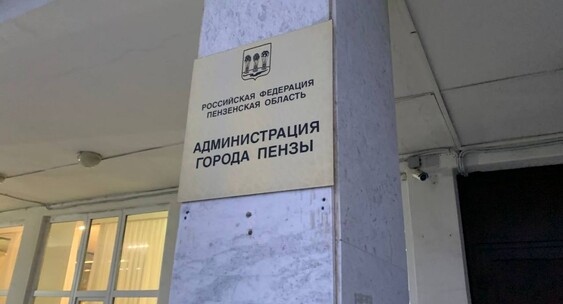 РОССИЙСКАЯ ФЕДЕРАЦИЯ
ПЕНЗЕНСКАЯ ОБЛАСТЬ
АДМИНИСТРАЦИЯ
ГОРОДА ПЕНЗЫ